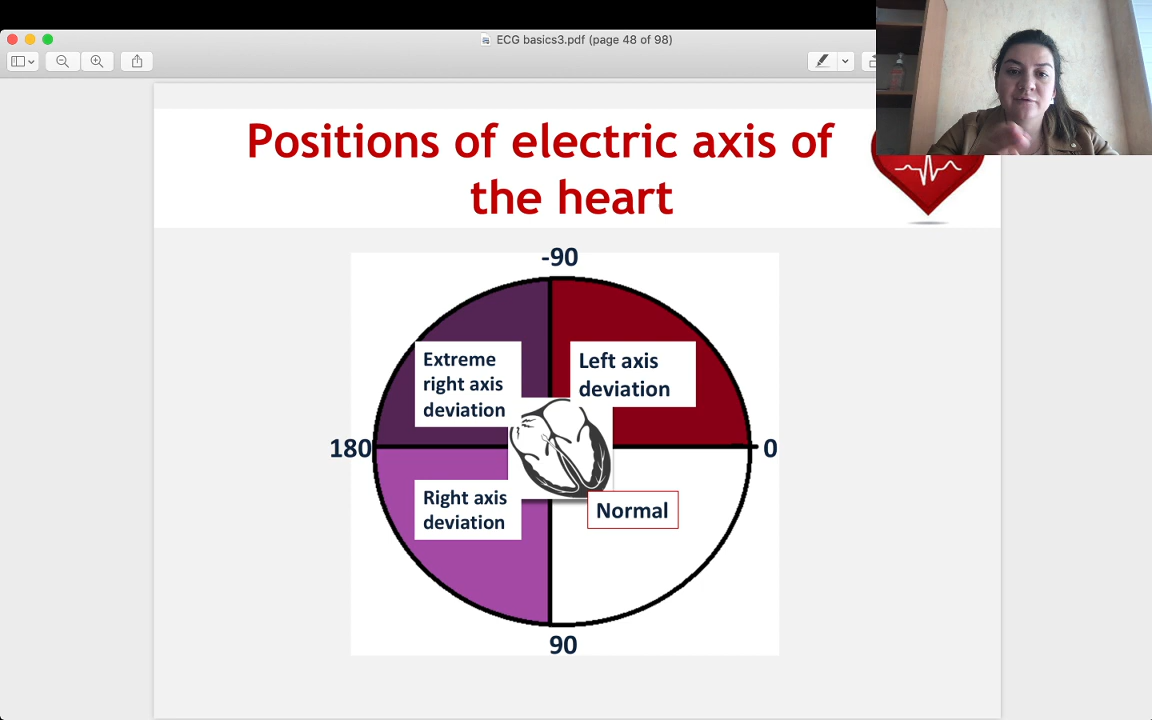 ECG basics3.pdf (page 48 of 98)
Positions of electric axis of
the heart
-90
Extreme
right axis
deviation
Left axis
deviation
180
0
Right axis
deviation
Normal
90